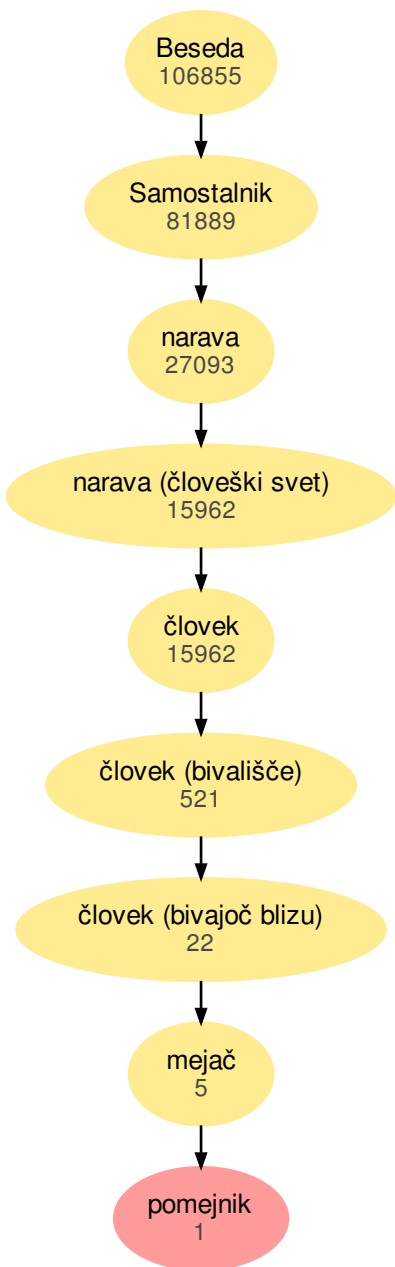 Beseda
106855
Samostalnik
81889
narava
27093
narava (človeški svet)
15962
človek
15962
človek (bivališče)
521
človek (bivajoč blizu)
22
mejač
5
pomejnik
1